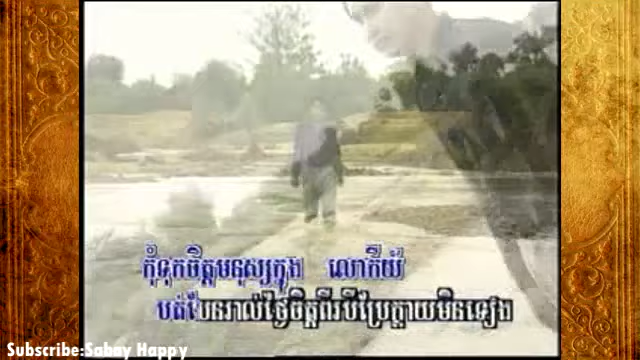 កុំទុកចិត្តមនុស្សក្នុង លោកីយ៍
បត់បែនរាល់ថ្ងៃចិត្តពីរបីប្រែក្លាយមិនទៀង
Subscribe:Sabay Happy